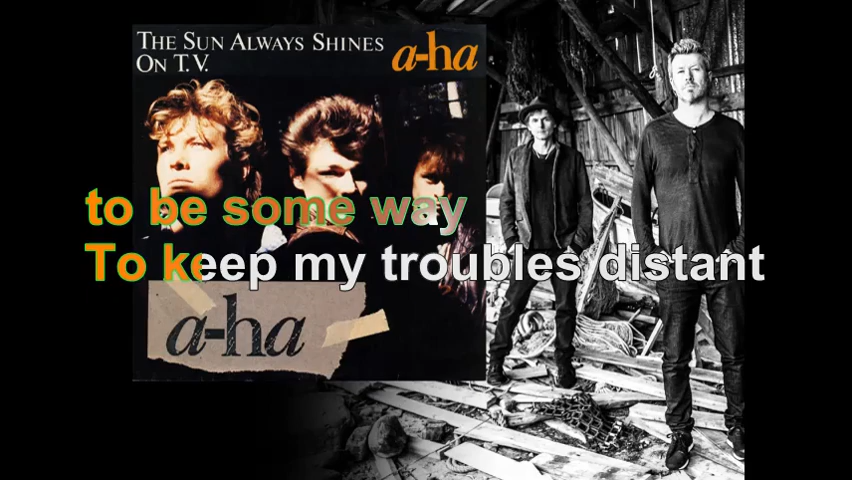 THE SUN ALWAYS SHINES
ON T.V.
a-ha
to be some way
To keep my troubles distant
a-ha